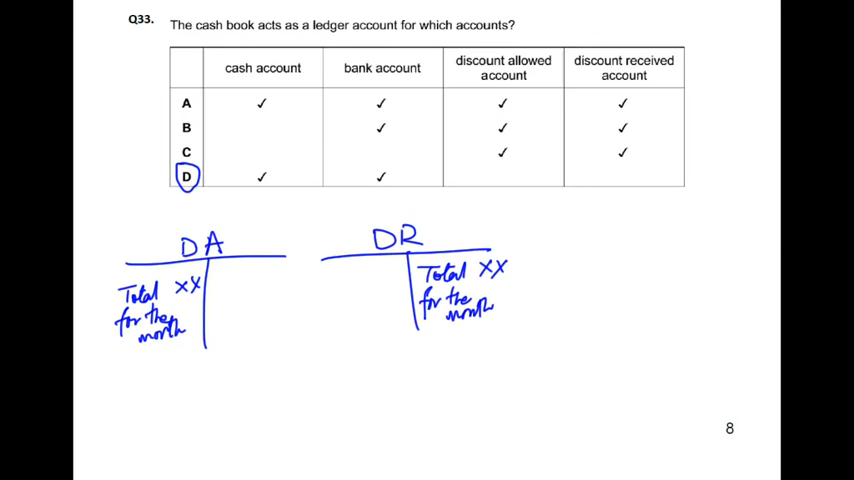 Q33. The cash book acts as a ledger account for which accounts?
cash account bank account discount allowed account discount received account
A ✓ ✓ ✓ ✓
B ✓ ✓ ✓
C ✓ ✓
D ✓ ✓
DA
Total XX
for the
month
DR
Total XX
for the
month
8